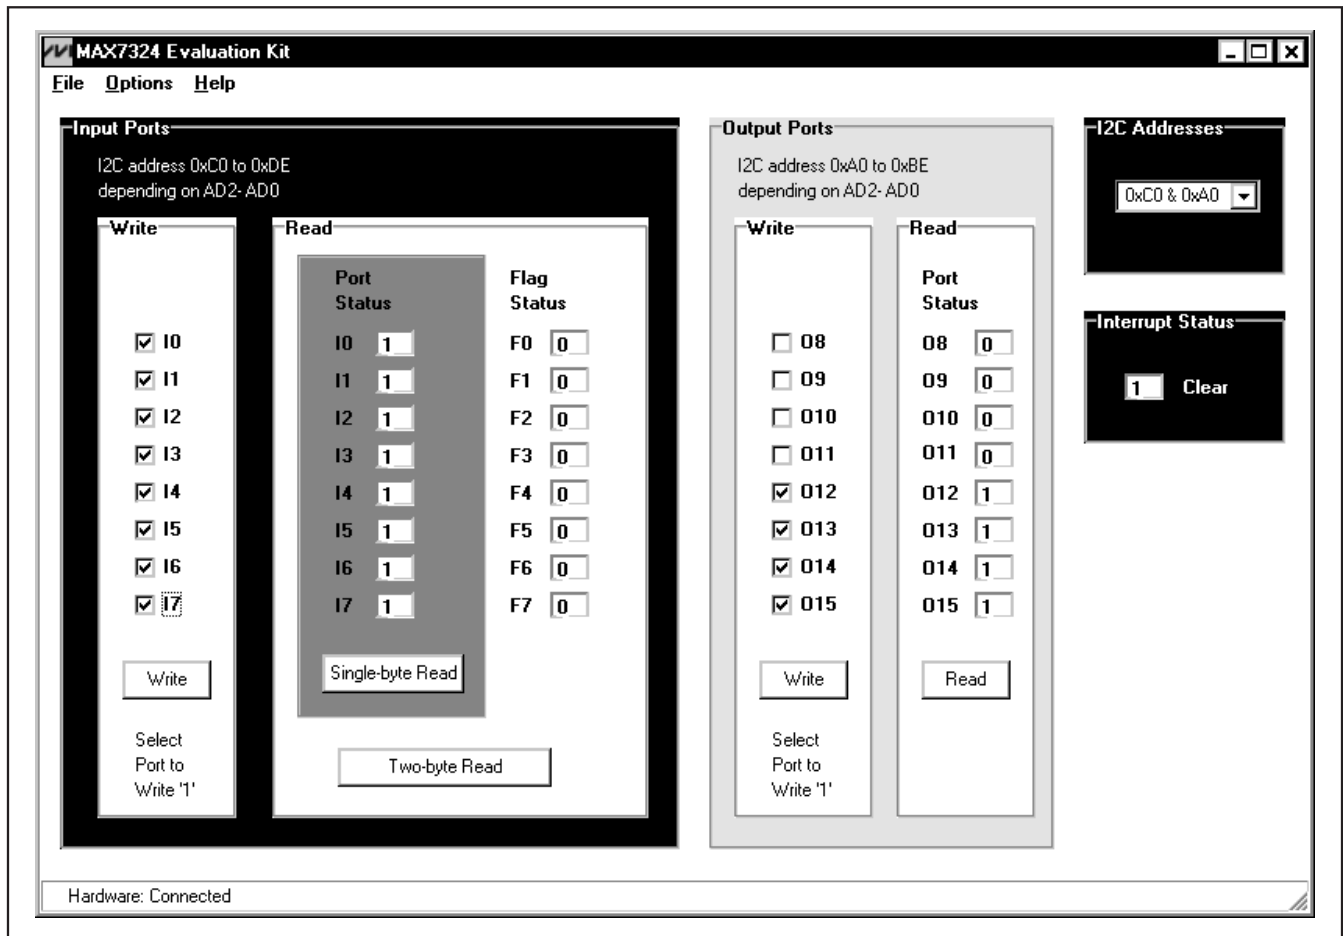 MAX7324 Evaluation Kit
File Options Help
Input Ports
I2C address 0xC0 to 0xDE
depending on AD2- AD0
Write
I0
I1
I2
I3
I4
I5
I6
I7
Write
Select
Port to
Write '1'
Read
Port
Status
I0 1
I1 1
I2 1
I3 1
I4 1
I5 1
I6 1
I7 1
Single-byte Read
Flag
Status
F0 0
F1 0
F2 0
F3 0
F4 0
F5 0
F6 0
F7 0
Two-byte Read
Output Ports
I2C address 0xA0 to 0xBE
depending on AD2- AD0
Write
O8
O9
O10
O11
O12
O13
O14
O15
Write
Select
Port to
Write '1'
Read
Port
Status
O8 0
O9 0
O10 0
O11 0
O12 1
O13 1
O14 1
O15 1
Read
I2C Addresses
0xC0 & 0xA0
Interrupt Status
1 Clear
Hardware: Connected